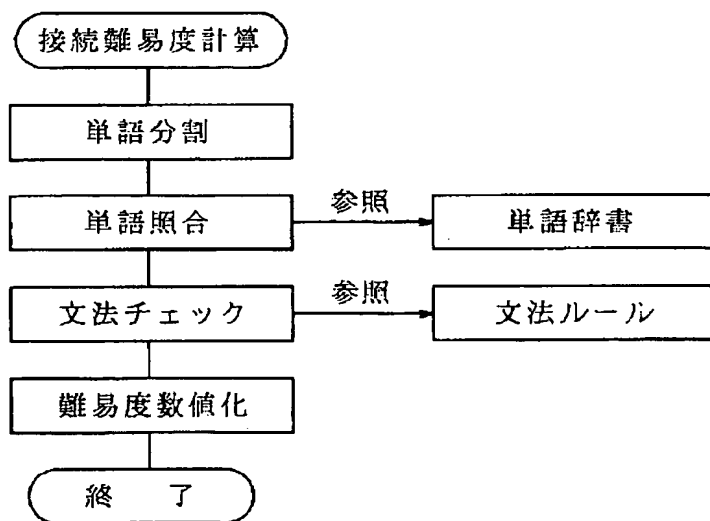 接続難易度計算
単語分割
単語照合
参照
単語辞書
文法チェック
参照
文法ルール
難易度数値化
終 了